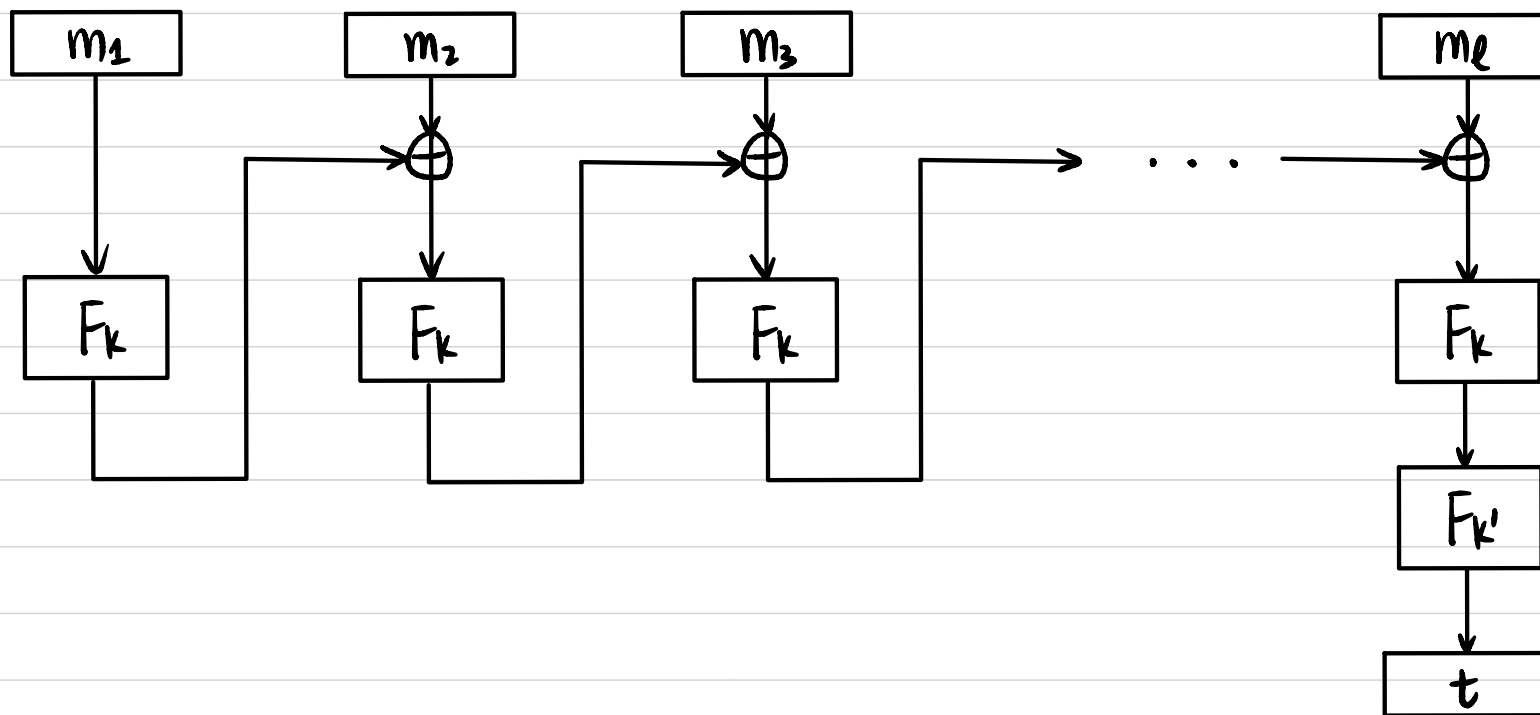 m₁ m₂ m₃ . . . mℓ
Fk Fk Fk Fk
Fk'
t